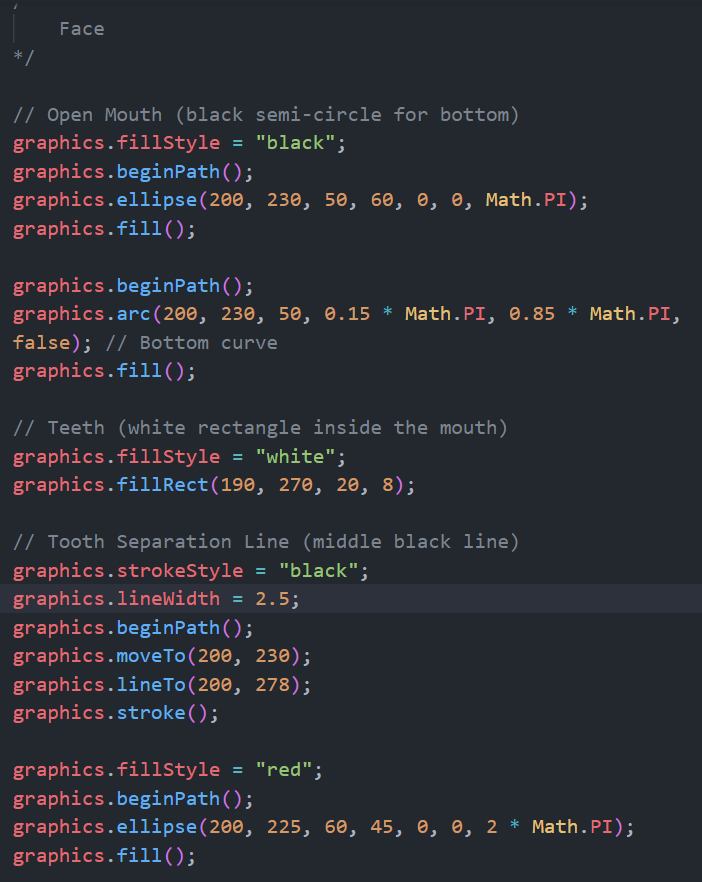 /
    Face
*/

// Open Mouth (black semi-circle for bottom)
graphics.fillStyle = "black";
graphics.beginPath();
graphics.ellipse(200, 230, 50, 60, 0, 0, Math.PI);
graphics.fill();

graphics.beginPath();
graphics.arc(200, 230, 50, 0.15 * Math.PI, 0.85 * Math.PI,
false); // Bottom curve
graphics.fill();

// Teeth (white rectangle inside the mouth)
graphics.fillStyle = "white";
graphics.fillRect(190, 270, 20, 8);

// Tooth Separation Line (middle black line)
graphics.strokeStyle = "black";
graphics.lineWidth = 2.5;
graphics.beginPath();
graphics.moveTo(200, 230);
graphics.lineTo(200, 278);
graphics.stroke();

graphics.fillStyle = "red";
graphics.beginPath();
graphics.ellipse(200, 225, 60, 45, 0, 0, 2 * Math.PI);
graphics.fill();